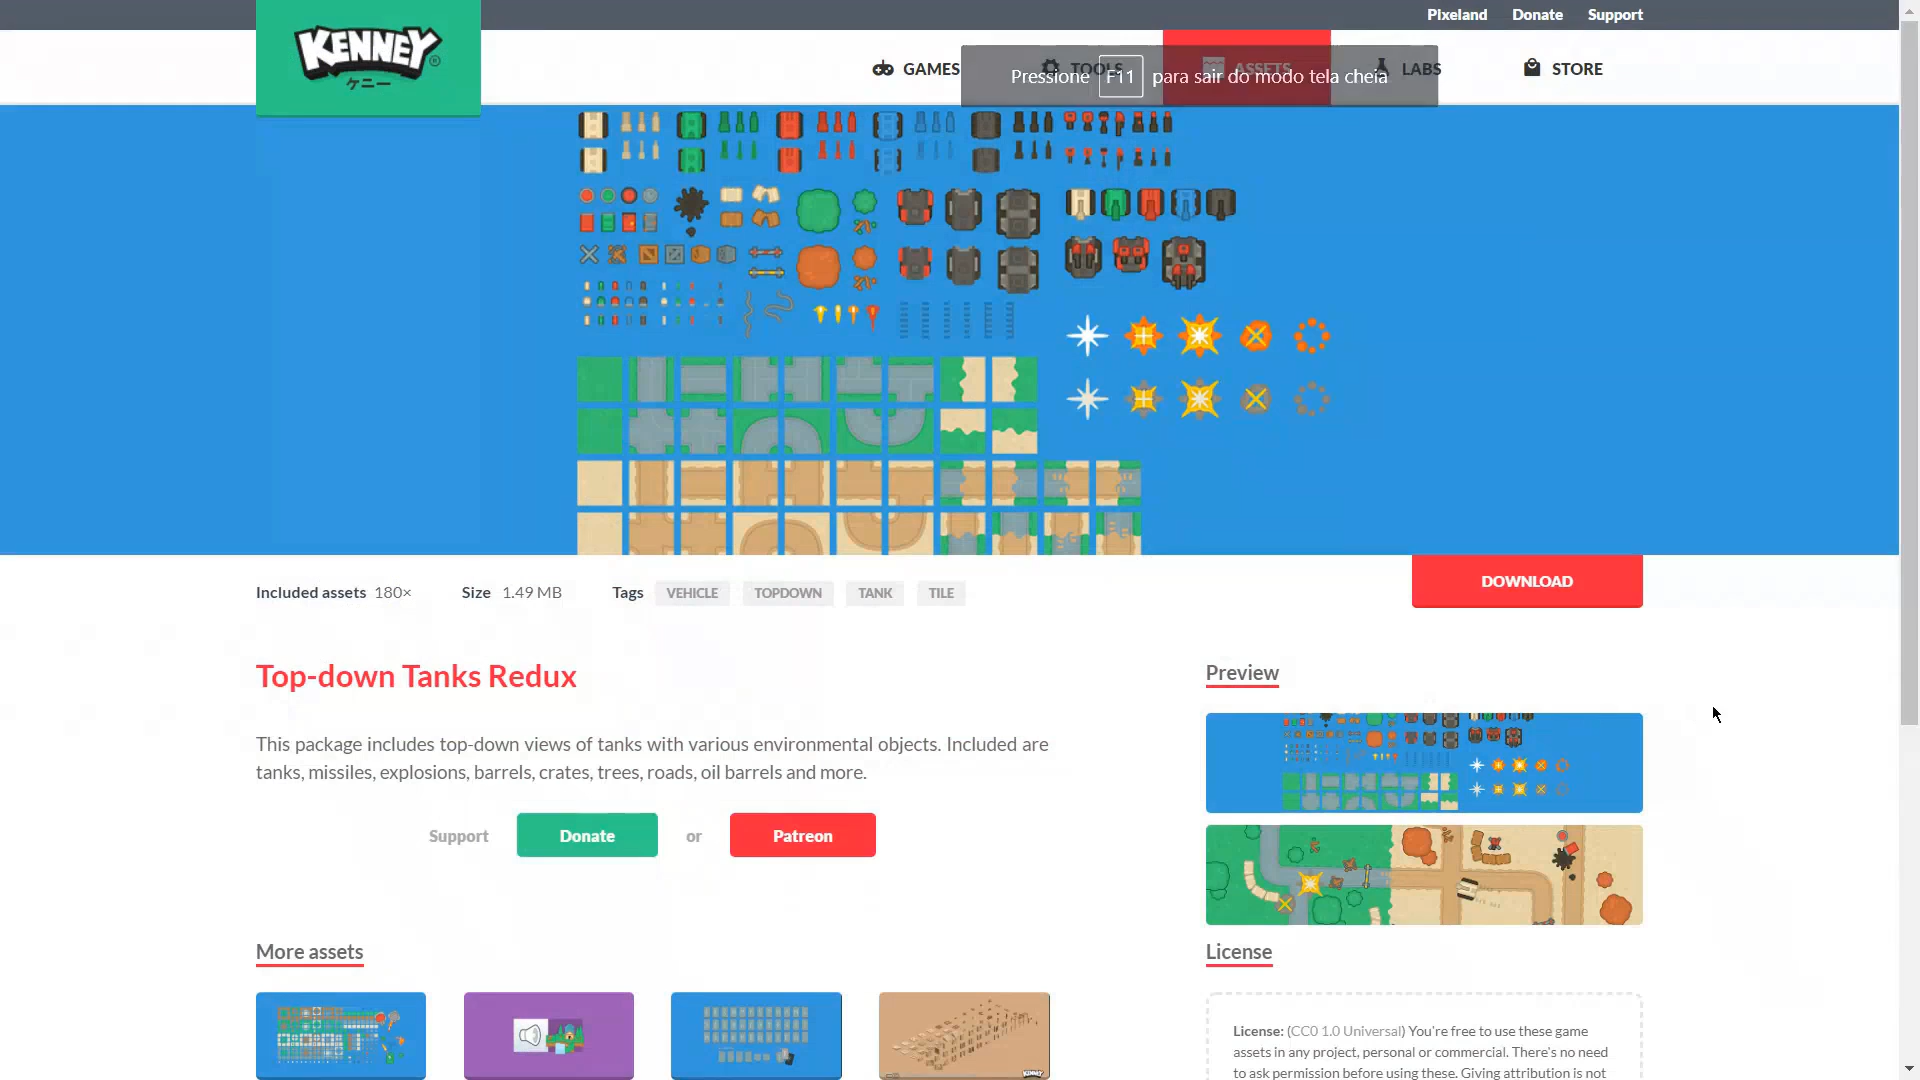 Pixeland Donate Support
KENNEY®
ケニー
GAMES TOOLS ASSETS LABS STORE
Pressione F11 para sair do modo tela cheia
Included assets 180× Size 1.49 MB Tags VEHICLE TOPDOWN TANK TILE
DOWNLOAD
Top-down Tanks Redux
This package includes top-down views of tanks with various environmental objects. Included are
tanks, missiles, explosions, barrels, crates, trees, roads, oil barrels and more.
Support Donate or Patreon
Preview
More assets
KENNEY
License
License: (CC0 1.0 Universal) You're free to use these game
assets in any project, personal or commercial. There's no need
to ask permission before using these. Giving attribution is not